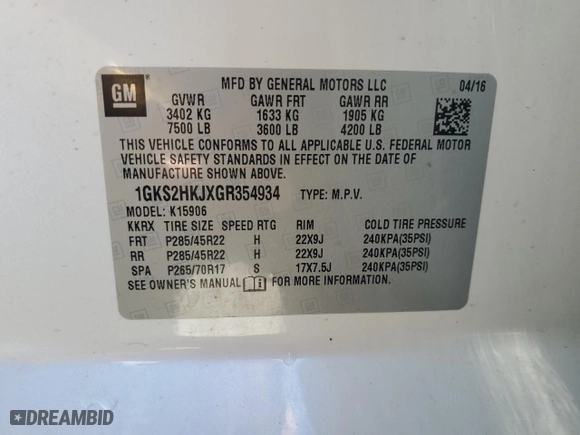 GM
MFD BY GENERAL MOTORS LLC 04/16
GVWR GAWR FRT GAWR RR
3402 KG 1633 KG 1905 KG
7500 LB 3600 LB 4200 LB
THIS VEHICLE CONFORMS TO ALL APPLICABLE U.S. FEDERAL MOTOR
VEHICLE SAFETY STANDARDS IN EFFECT ON THE DATE OF
MANUFACTURE SHOWN ABOVE.
1GKS2HKJXGR354934 TYPE: M.P.V.
MODEL: K15906
KKRX TIRE SIZE SPEED RTG RIM COLD TIRE PRESSURE
FRT P285/45R22 H 22X9J 240KPA(35PSI)
RR P285/45R22 H 22X9J 240KPA(35PSI)
SPA P265/70R17 S 17X7.5J 240KPA(35PSI)
SEE OWNER'S MANUAL FOR MORE INFORMATION.
DREAMBID